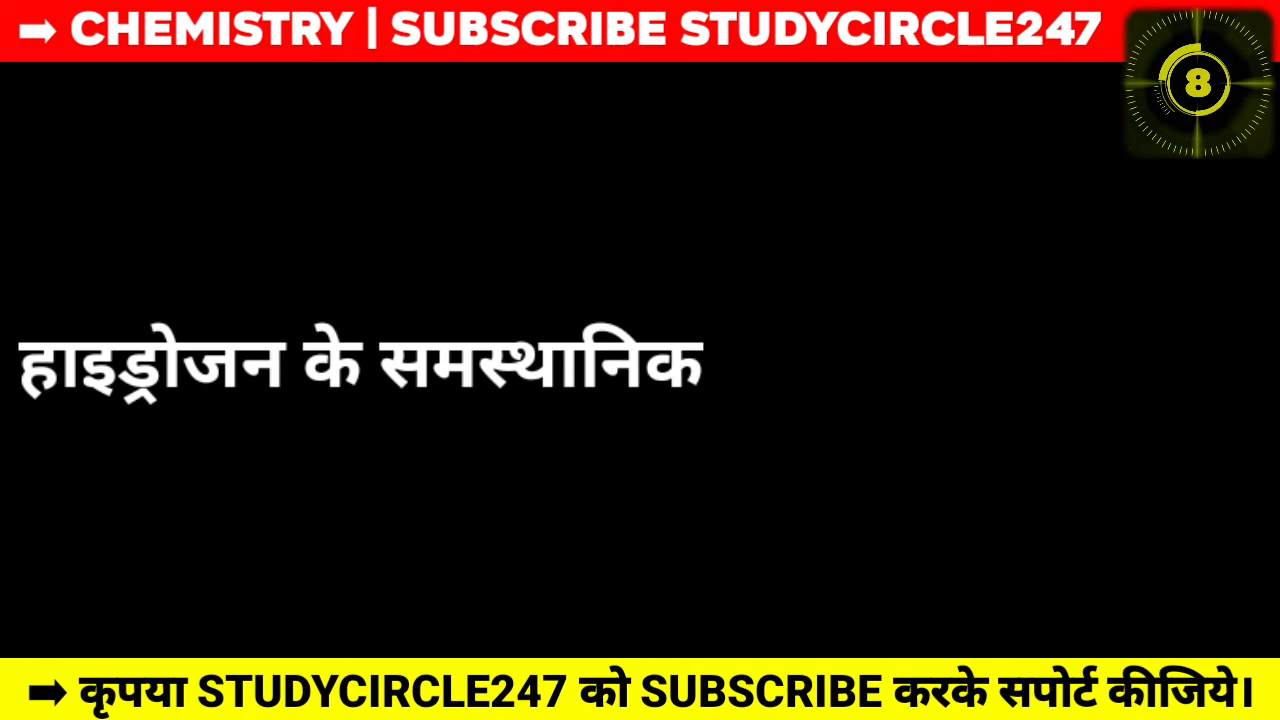 ➡ CHEMISTRY | SUBSCRIBE STUDYCIRCLE247
8
हाइड्रोजन के समस्थानिक
➡ कृपया STUDYCIRCLE247 को SUBSCRIBE करके सपोर्ट कीजिये।